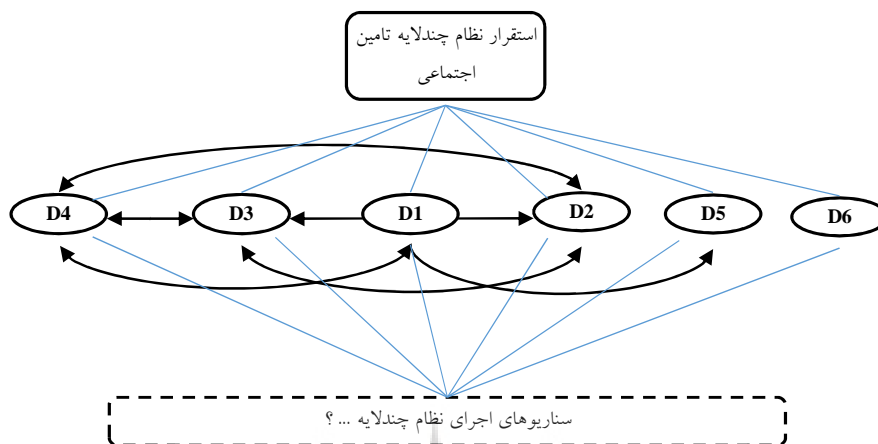 استقرار نظام چندلایه تامین
اجتماعی
D4 D3 D1 D2 D5 D6
سناریوهای اجرای نظام چندلایه ... ؟